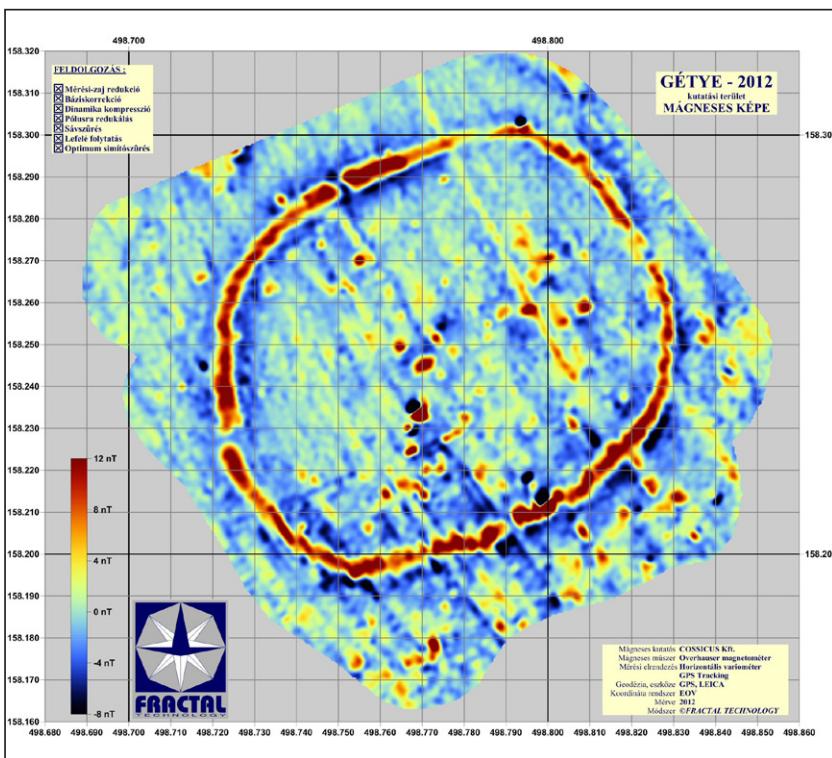 498.700
498.800
158.320
158.310
158.300
158.290
158.280
158.270
158.260
158.250
158.240
158.230
158.220
158.210
158.200
158.190
158.180
158.170
158.160
158.30
158.20
FELDOLGOZÁS :
Mérési-zaj redukció
Báziskorrekció
Dinamika kompresszió
Pólusra redukálás
Sávszűrés
Lefelé folytatás
Optimum simítószűrés
GÉTYE - 2012
kutatási terület
MÁGNESES KÉPE
12 nT
8 nT
4 nT
0 nT
-4 nT
-8 nT
FRACTAL
TECHNOLOGY
Mágneses kutatás COSSICUS Kft.
Mágneses műszer Overhauser magnetométer
Mérési elrendezés Horizontális variométer
GPS Tracking
Geodézia, eszköze GPS, LEICA
Koordináta rendszer EOV
Mérve 2012
Módszer ©FRACTAL TECHNOLOGY
498.680 498.690 498.700 498.710 498.720 498.730 498.740 498.750 498.760 498.770 498.780 498.790 498.800 498.810 498.820 498.830 498.840 498.850 498.860